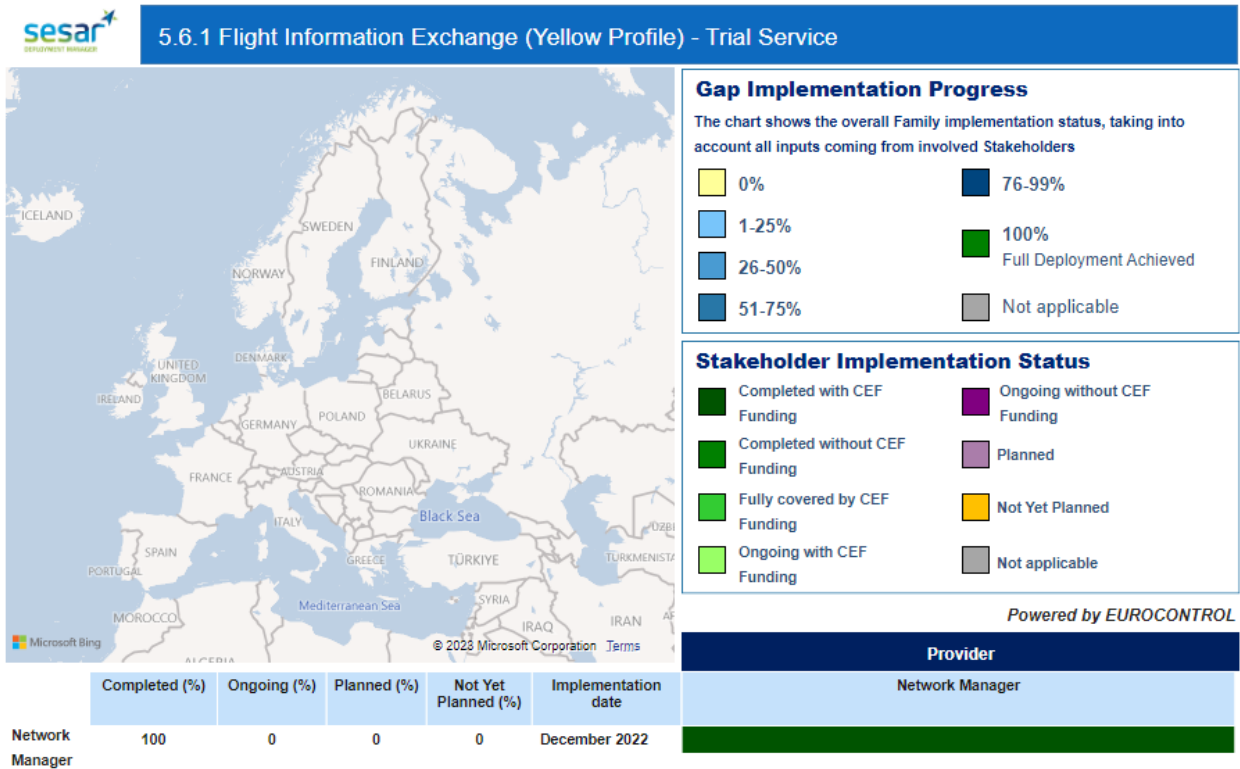 sesar
DEPLOYMENT MANAGER
5.6.1 Flight Information Exchange (Yellow Profile) - Trial Service
ICELAND
SWEDEN
FINLAND
NORWAY
UNITED
KINGDOM
DENMARK
IRELAND
BELARUS
POLAND
GERMANY
UKRAINE
FRANCE
AUSTRIA
ROMANIA
ITALY
Black Sea
SPAIN
PORTUGAL
GREECE
TÜRKIYE
UZB
TURKMENISTA
Mediterranean Sea
SYRIA
MOROCCO
IRAQ
IRAN
AF
ALGERIA
Microsoft Bing
© 2023 Microsoft Corporation Terms
Gap Implementation Progress
The chart shows the overall Family implementation status, taking into
account all inputs coming from involved Stakeholders
0%
1-25%
26-50%
51-75%
76-99%
100%
Full Deployment Achieved
Not applicable
Stakeholder Implementation Status
Completed with CEF
Funding
Completed without CEF
Funding
Fully covered by CEF
Funding
Ongoing with CEF
Funding
Ongoing without CEF
Funding
Planned
Not Yet Planned
Not applicable
Powered by EUROCONTROL
Provider
Network Manager
Completed (%) Ongoing (%) Planned (%) Not Yet Planned (%) Implementation date
Network Manager 100 0 0 0 December 2022